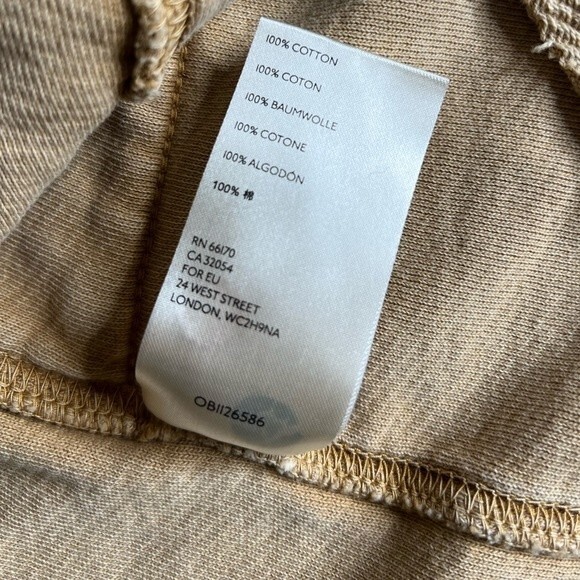 100% COTTON
100% COTON
100% BAUMWOLLE
100% COTONE
100% ALGODÓN
100% 棉
RN 66170
CA 32054
FOR EU
24 WEST STREET
LONDON, WC2H9NA
OB1126586